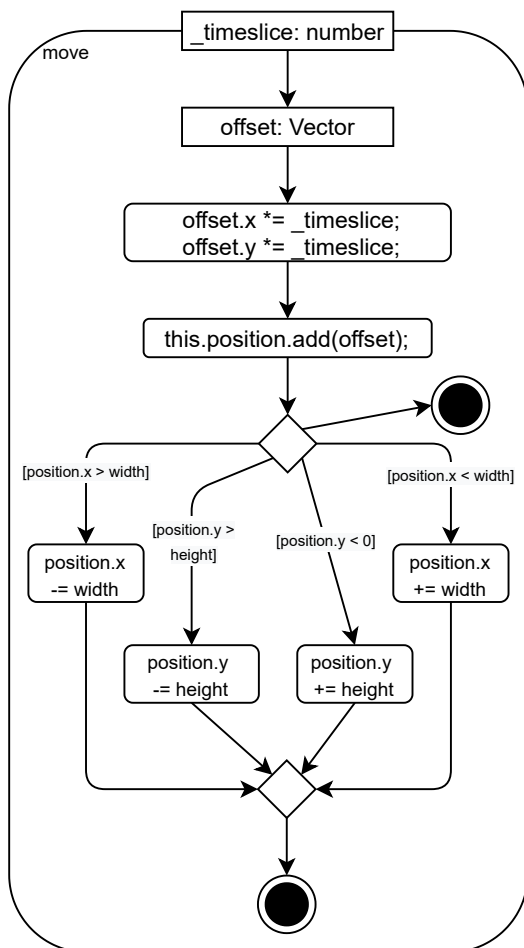 _timeslice: number
move
offset: Vector
offset.x *= _timeslice;
offset.y *= _timeslice;
this.position.add(offset);
[position.x > width]
[position.x < width]
[position.y >
height]
[position.y < 0]
position.x
-= width
position.x
+= width
position.y
-= height
position.y
+= height